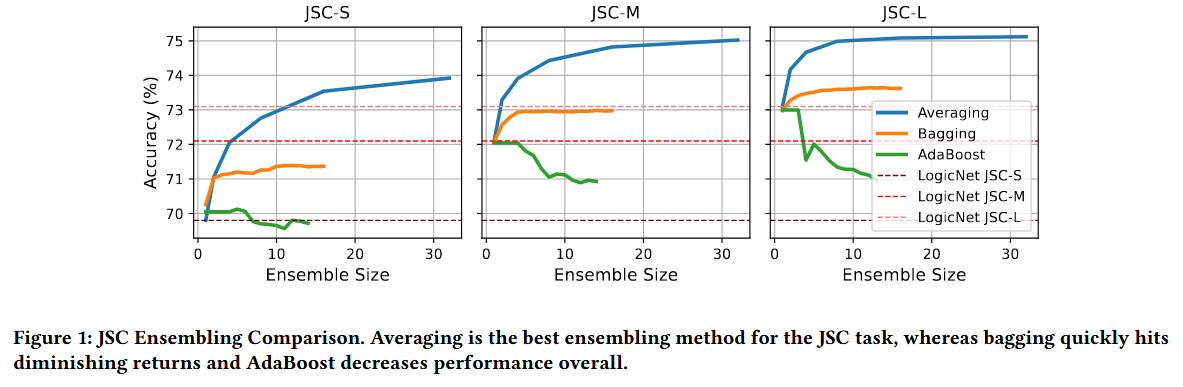 JSC-S
JSC-M
JSC-L
Accuracy (%)
75
74
73
72
71
70
0 10 20 30
0 10 20 30
0 10 20 30
Ensemble Size
Ensemble Size
Ensemble Size
Averaging
Bagging
AdaBoost
LogicNet JSC-S
LogicNet JSC-M
LogicNet JSC-L
Figure 1: JSC Ensembling Comparison. Averaging is the best ensembling method for the JSC task, whereas bagging quickly hits
diminishing returns and AdaBoost decreases performance overall.